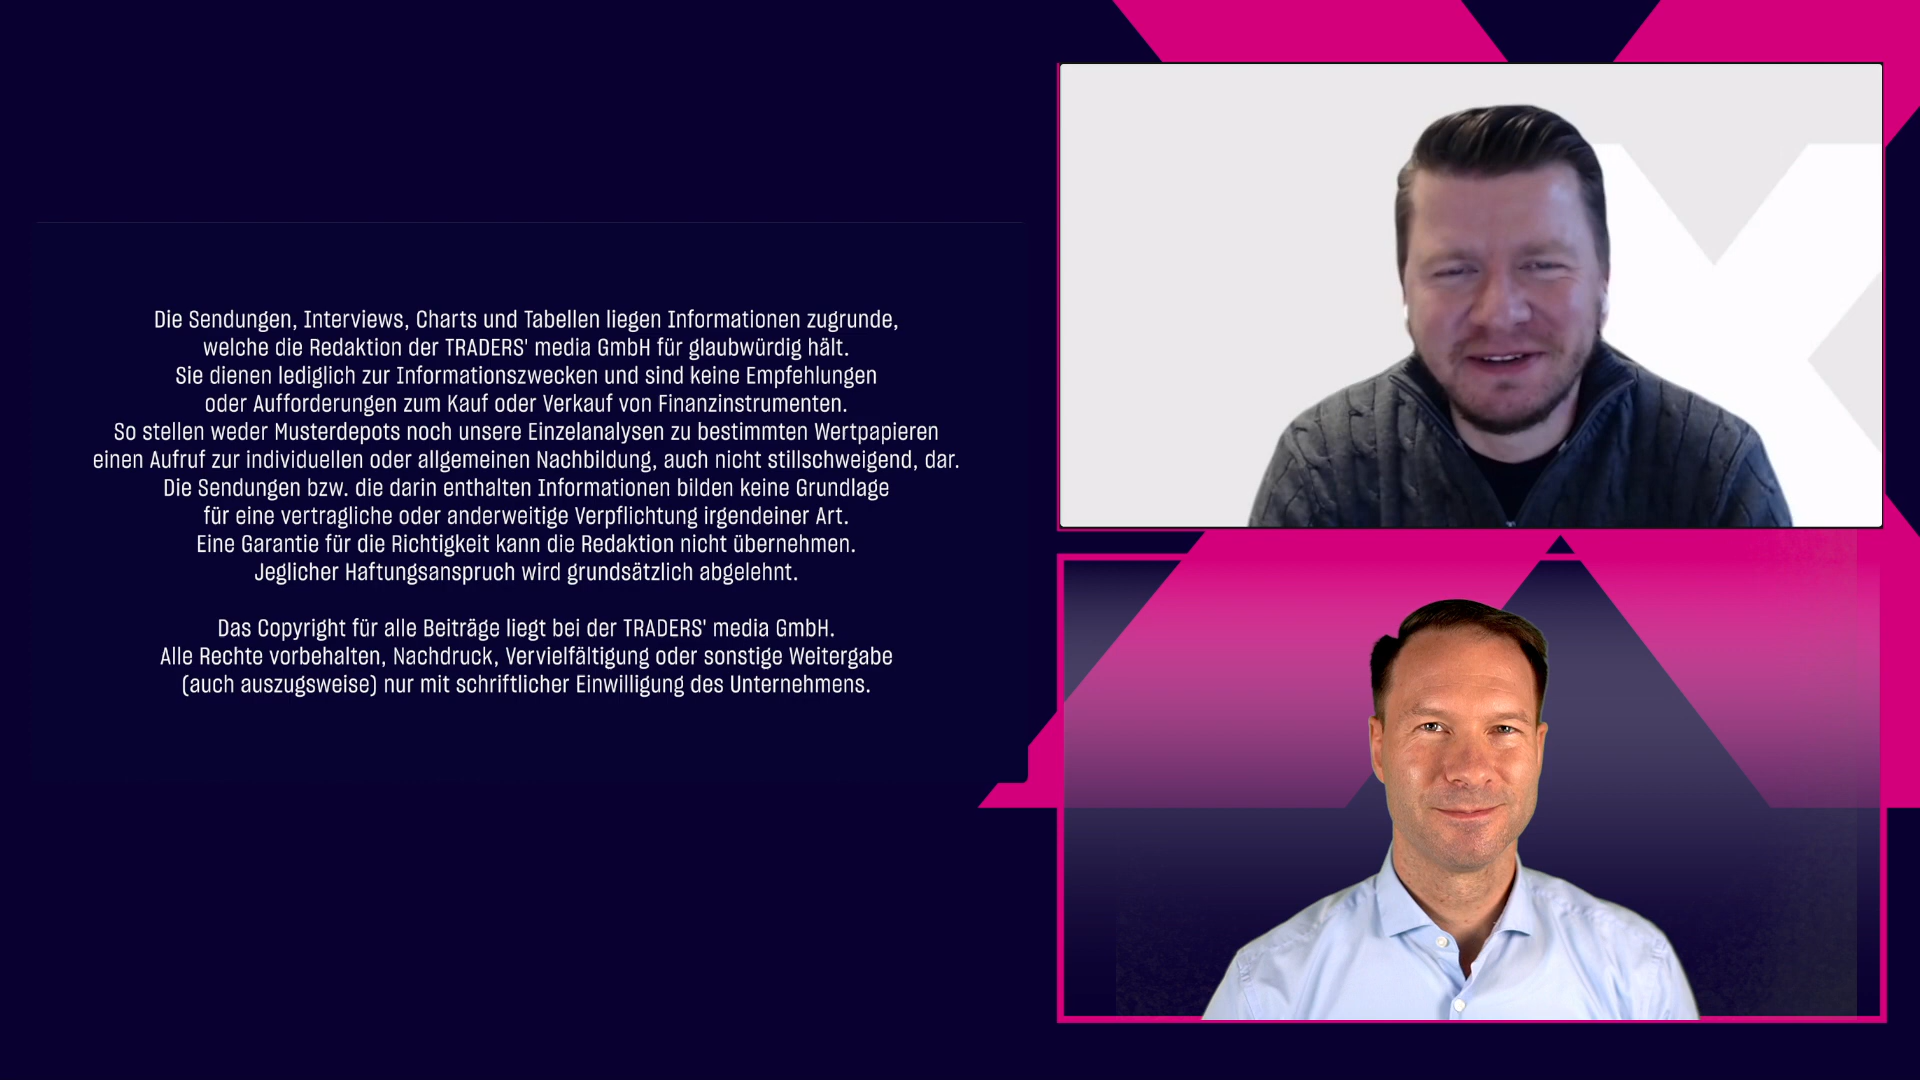 Die Sendungen, Interviews, Charts und Tabellen liegen Informationen zugrunde,
welche die Redaktion der TRADERS' media GmbH für glaubwürdig hält.
Sie dienen lediglich zur Informationszwecken und sind keine Empfehlungen
oder Aufforderungen zum Kauf oder Verkauf von Finanzinstrumenten.
So stellen weder Musterdepots noch unsere Einzelanalysen zu bestimmten Wertpapieren
einen Aufruf zur individuellen oder allgemeinen Nachbildung, auch nicht stillschweigend, dar.
Die Sendungen bzw. die darin enthalten Informationen bilden keine Grundlage
für eine vertragliche oder anderweitige Verpflichtung irgendeiner Art.
Eine Garantie für die Richtigkeit kann die Redaktion nicht übernehmen.
Jeglicher Haftungsanspruch wird grundsätzlich abgelehnt.
Das Copyright für alle Beiträge liegt bei der TRADERS' media GmbH.
Alle Rechte vorbehalten, Nachdruck, Vervielfältigung oder sonstige Weitergabe
(auch auszugsweise) nur mit schriftlicher Einwilligung des Unternehmens.